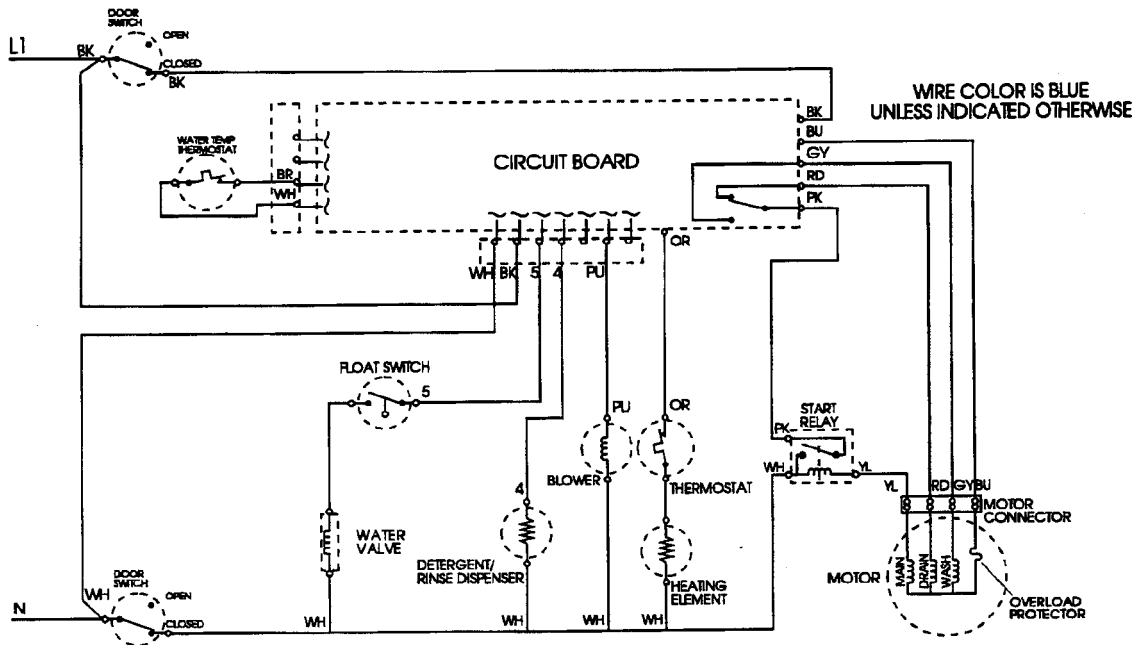 DOOR
SWITCH
OPEN
L1
BK
CLOSED
BK
WIRE COLOR IS BLUE
UNLESS INDICATED OTHERWISE
BK
BU
GY
RD
PK
WATER TEMP
THERMOSTAT
BR
WH
CIRCUIT BOARD
OR
WH BK 5 4 PU
FLOAT SWITCH
5
PU
OR
START
RELAY
PK
WH
YL
BLOWER
THERMOSTAT
4
YL RD GY BU
MOTOR
CONNECTOR
WATER
VALVE
DETERGENT/
RINSE DISPENSER
HEATING
ELEMENT
MOTOR
MAIN
DRAIN
WASH
OVERLOAD
PROTECTOR
DOOR
SWITCH
WH
OPEN
N
CLOSED
WH
WH
WH
WH